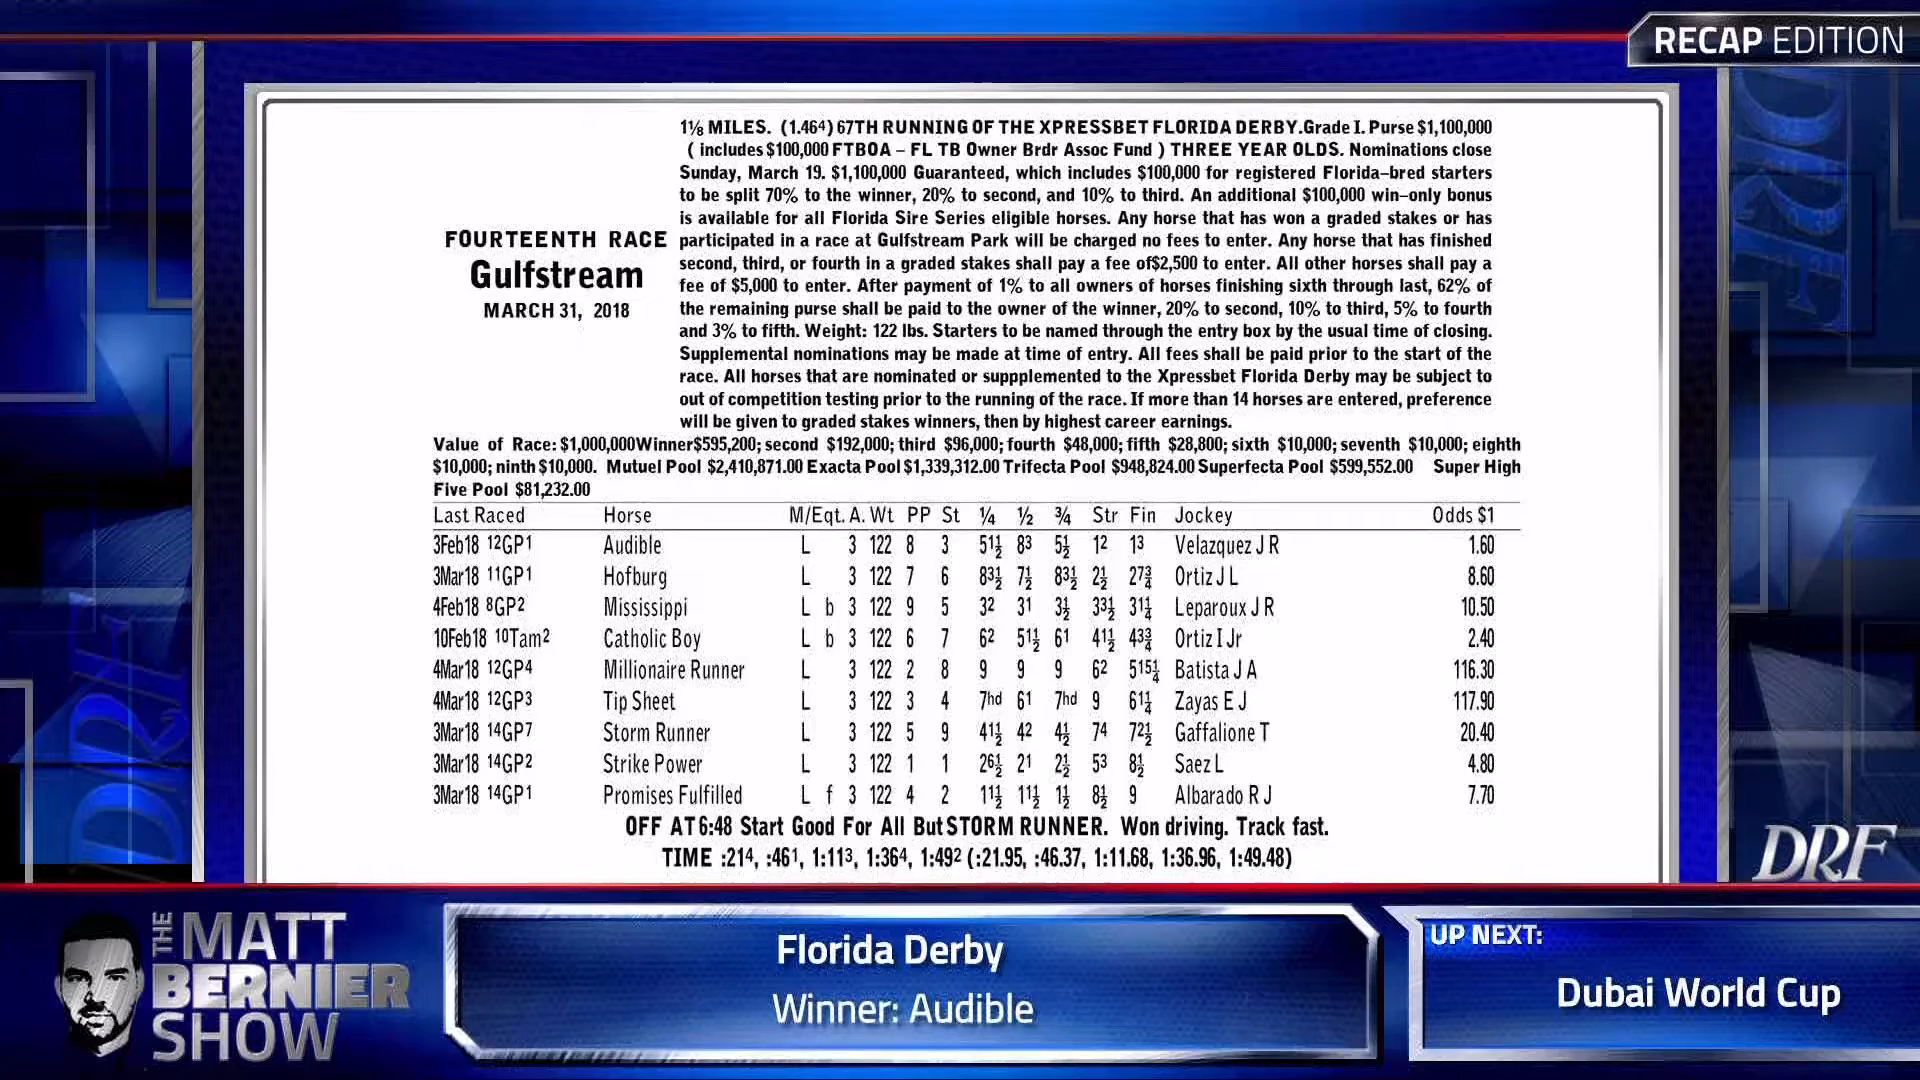 RECAP EDITION
1⅛ MILES. (1.46⁴) 67TH RUNNING OF THE XPRESSBET FLORIDA DERBY. Grade I. Purse $1,100,000
( includes $100,000 FTBOA – FL TB Owner Brdr Assoc Fund ) THREE YEAR OLDS. Nominations close
Sunday, March 19. $1,100,000 Guaranteed, which includes $100,000 for registered Florida–bred starters
to be split 70% to the winner, 20% to second, and 10% to third. An additional $100,000 win–only bonus
is available for all Florida Sire Series eligible horses. Any horse that has won a graded stakes or has
FOURTEENTH RACE participated in a race at Gulfstream Park will be charged no fees to enter. Any horse that has finished
Gulfstream second, third, or fourth in a graded stakes shall pay a fee of$2,500 to enter. All other horses shall pay a
fee of $5,000 to enter. After payment of 1% to all owners of horses finishing sixth through last, 62% of
MARCH 31, 2018 the remaining purse shall be paid to the owner of the winner, 20% to second, 10% to third, 5% to fourth
and 3% to fifth. Weight: 122 lbs. Starters to be named through the entry box by the usual time of closing.
Supplemental nominations may be made at time of entry. All fees shall be paid prior to the start of the
race. All horses that are nominated or suppplemented to the Xpressbet Florida Derby may be subject to
out of competition testing prior to the running of the race. If more than 14 horses are entered, preference
will be given to graded stakes winners, then by highest career earnings.
Value of Race: $1,000,000Winner$595,200; second $192,000; third $96,000; fourth $48,000; fifth $28,800; sixth $10,000; seventh $10,000; eighth
$10,000; ninth $10,000. Mutuel Pool $2,410,871.00 Exacta Pool $1,339,312.00 Trifecta Pool $948,824.00 Superfecta Pool $599,552.00 Super High
Five Pool $81,232.00
Last Raced Horse M/Eqt. A. Wt PP St ¼ ½ ¾ Str Fin Jockey Odds $1
3Feb18 12GP1 Audible L 3 122 8 3 51½ 83 5½ 12 13 Velazquez J R 1.60
3Mar18 11GP1 Hofburg L 3 122 7 6 83½ 7½ 83½ 2½ 27¾ Ortiz J L 8.60
4Feb18 8GP2 Mississippi L b 3 122 9 5 32 31 3½ 33½ 31¼ Leparoux J R 10.50
10Feb18 10Tam2 Catholic Boy L b 3 122 6 7 62 51½ 61 41½ 43¾ Ortiz I Jr 2.40
4Mar18 12GP4 Millionaire Runner L 3 122 2 8 9 9 9 62 515¼ Batista J A 116.30
4Mar18 12GP3 Tip Sheet L 3 122 3 4 7hd 61 7hd 9 61¼ Zayas E J 117.90
3Mar18 14GP7 Storm Runner L 3 122 5 9 41½ 42 4½ 74 72½ Gaffalione T 20.40
3Mar18 14GP2 Strike Power L 3 122 1 1 26½ 21 2½ 53 8½ Saez L 4.80
3Mar18 14GP1 Promises Fulfilled L f 3 122 4 2 11½ 11½ 1½ 8½ 9 Albarado R J 7.70
OFF AT 6:48 Start Good For All But STORM RUNNER. Won driving. Track fast.
TIME :21⁴, :46¹, 1:11³, 1:36⁴, 1:49² (:21.95, :46.37, 1:11.68, 1:36.96, 1:49.48)
DRF
DRF
DRF
THE MATT BERNIER SHOW
Florida Derby
Winner: Audible
UP NEXT:
Dubai World Cup